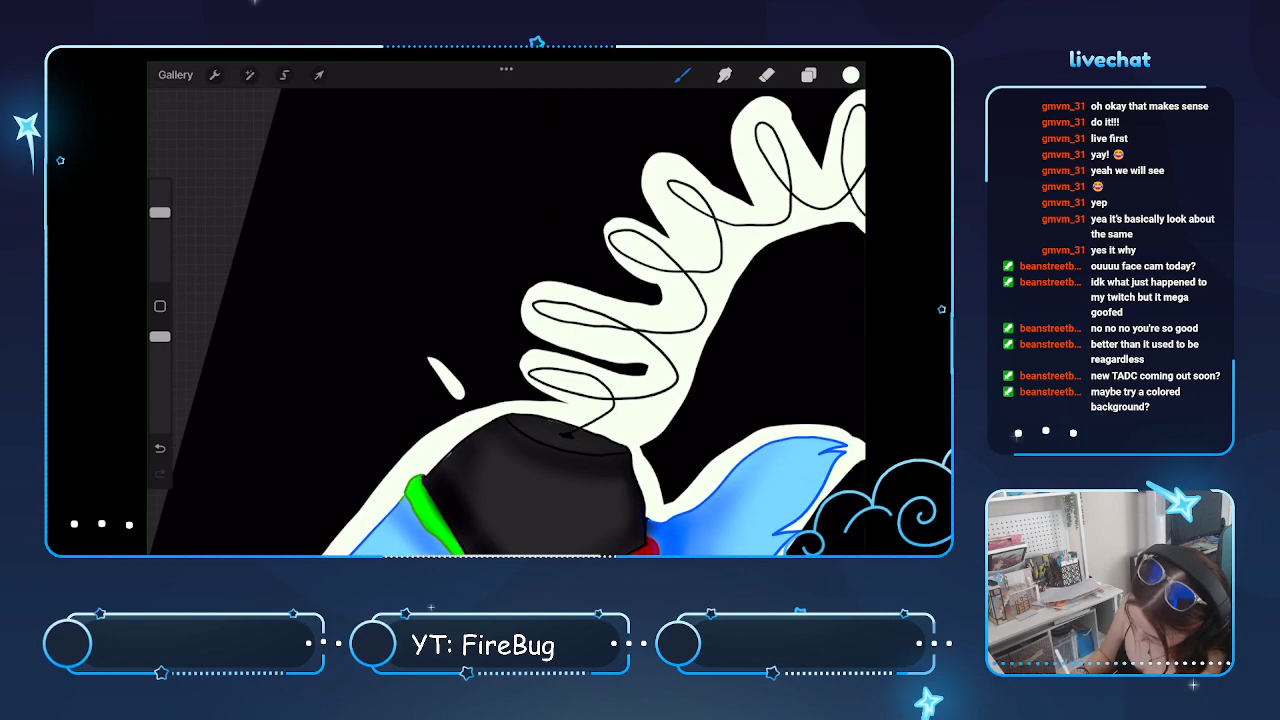 Gallery
livechat
gmvm_31 oh okay that makes sense
gmvm_31 do it!!!
gmvm_31 live first
gmvm_31 yay! 😂
gmvm_31 yeah we will see
gmvm_31 😂
gmvm_31 yep
gmvm_31 yea it's basically look about
the same
gmvm_31 yes it why
beanstreetb... ouuuu face cam today?
beanstreetb... idk what just happened to
my twitch but it mega
goofed
beanstreetb... no no no you're so good
beanstreetb... better than it used to be
reagardless
beanstreetb... new TADC coming out soon?
beanstreetb... maybe try a colored
background?
YT: FireBug